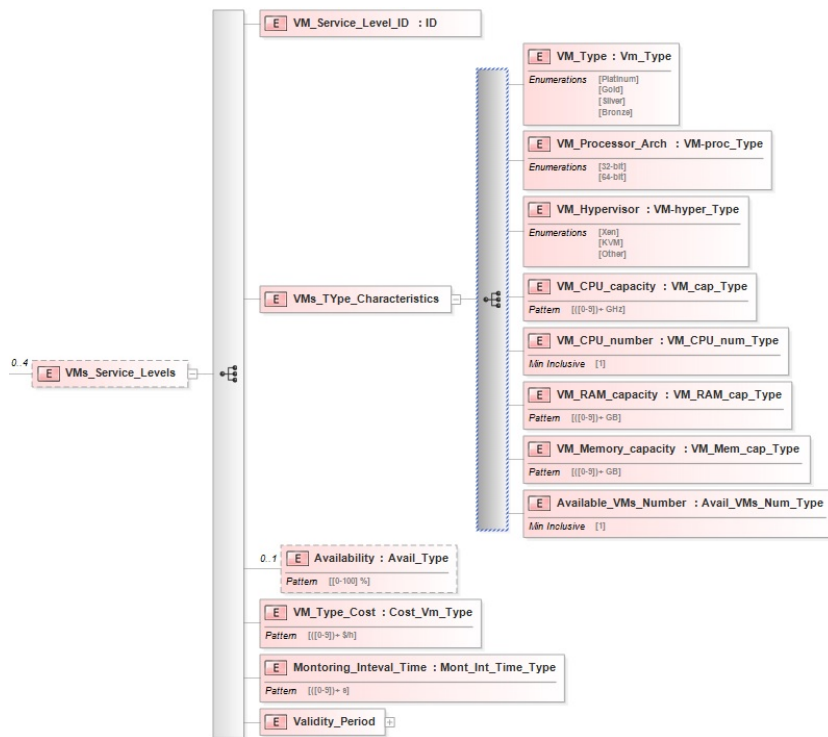 E VM_Service_Level_ID : ID
E VM_Type : Vm_Type
Enumerations [Platinum]
[Gold]
[Silver]
[Bronze]
E VM_Processor_Arch : VM-proc_Type
Enumerations [32-bit]
[64-bit]
E VM_Hypervisor : VM-hyper_Type
Enumerations [Xen]
[KVM]
[Other]
E VMs_TYpe_Characteristics
E VM_CPU_capacity : VM_cap_Type
Pattern [([0-9])+ GHz]
E VM_CPU_number : VM_CPU_num_Type
Min Inclusive [1]
0..4
E VMs_Service_Levels
E VM_RAM_capacity : VM_RAM_cap_Type
Pattern [([0-9])+ GB]
E VM_Memory_capacity : VM_Mem_cap_Type
Pattern [([0-9])+ GB]
E Available_VMs_Number : Avail_VMs_Num_Type
Min Inclusive [1]
0..1
E Availability : Avail_Type
Pattern [[0-100] %]
E VM_Type_Cost : Cost_Vm_Type
Pattern [([0-9])+ $/h]
E Montoring_Inteval_Time : Mont_Int_Time_Type
Pattern [([0-9])+ s]
E Validity_Period